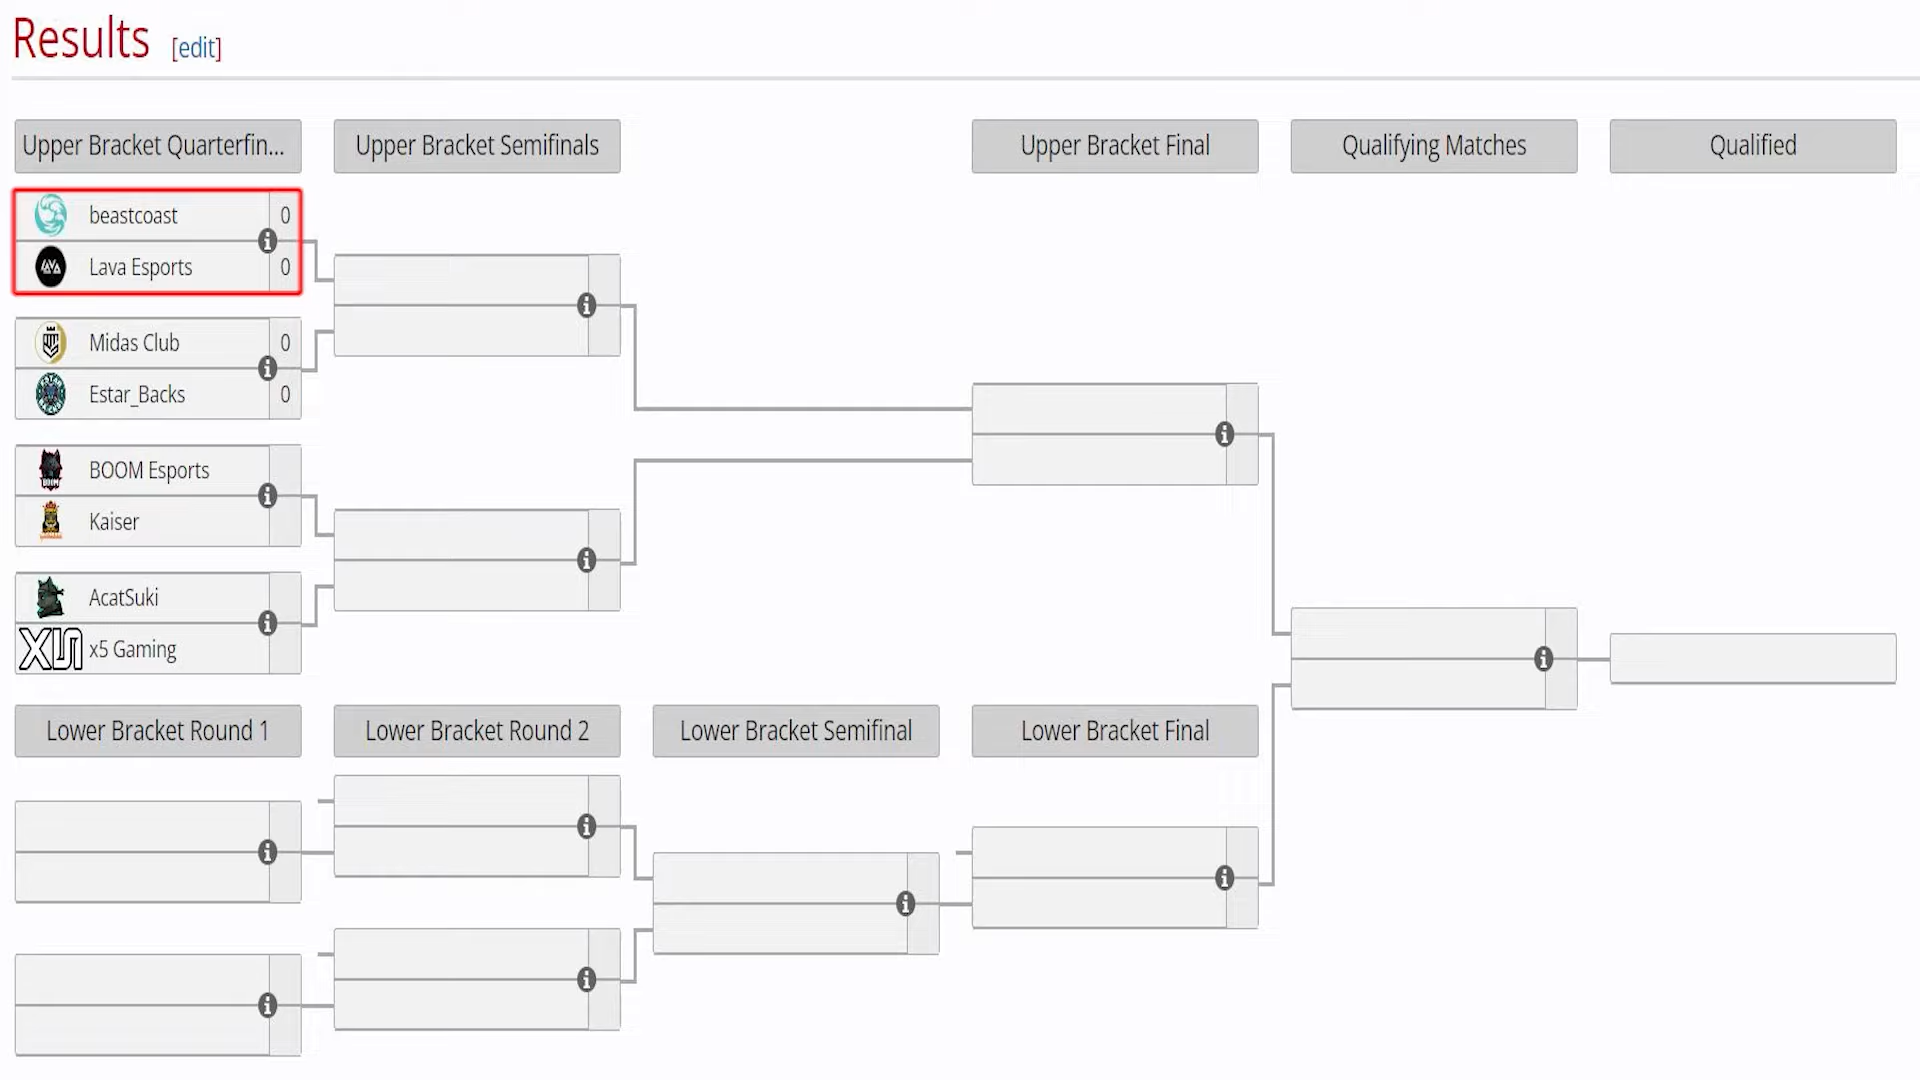 Results [edit]
Upper Bracket Quarterfin...
Upper Bracket Semifinals
Upper Bracket Final
Qualifying Matches
Qualified
beastcoast 0
Lava Esports 0
Midas Club 0
Estar_Backs 0
BOOM Esports
Kaiser
AcatSuki
x5 Gaming
Lower Bracket Round 1
Lower Bracket Round 2
Lower Bracket Semifinal
Lower Bracket Final